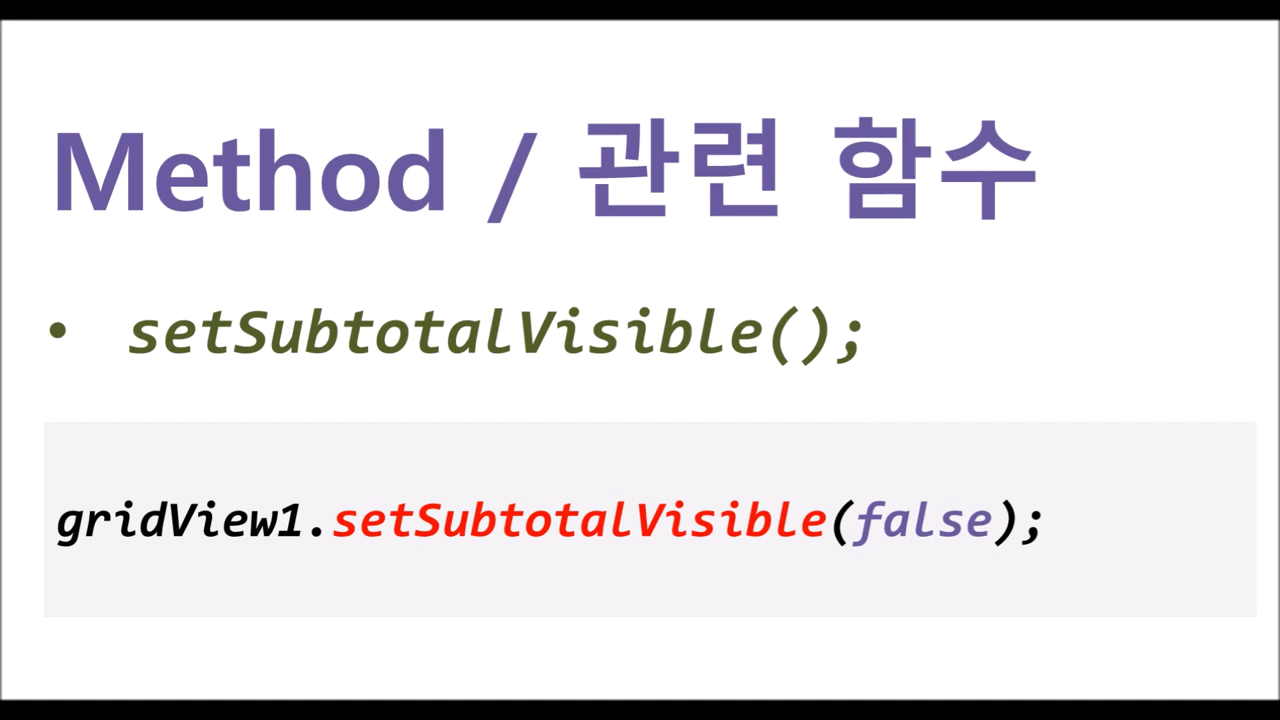 Method / 관련 함수
• setSubtotalVisible();
gridView1.setSubtotalVisible(false);